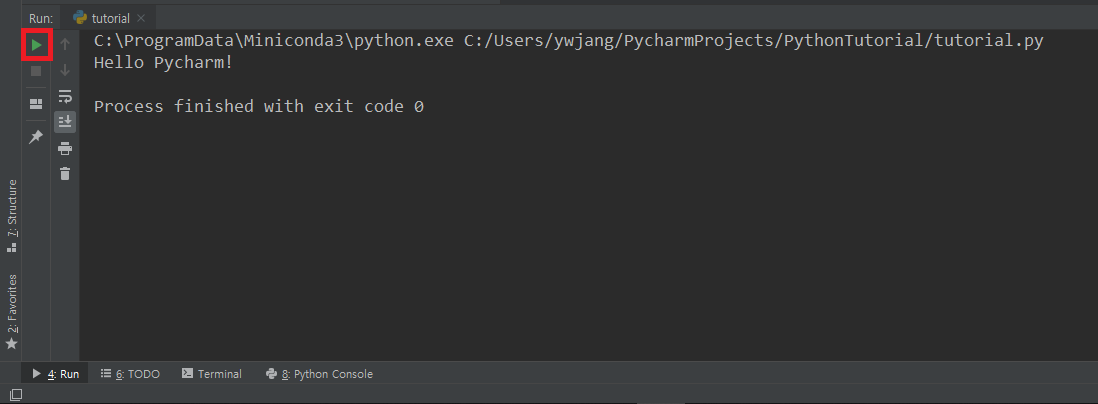 Run: tutorial
C:\ProgramData\Miniconda3\python.exe C:/Users/ywjang/PycharmProjects/PythonTutorial/tutorial.py
Hello Pycharm!
Process finished with exit code 0
7: Structure
2: Favorites
4: Run 6: TODO Terminal 8: Python Console